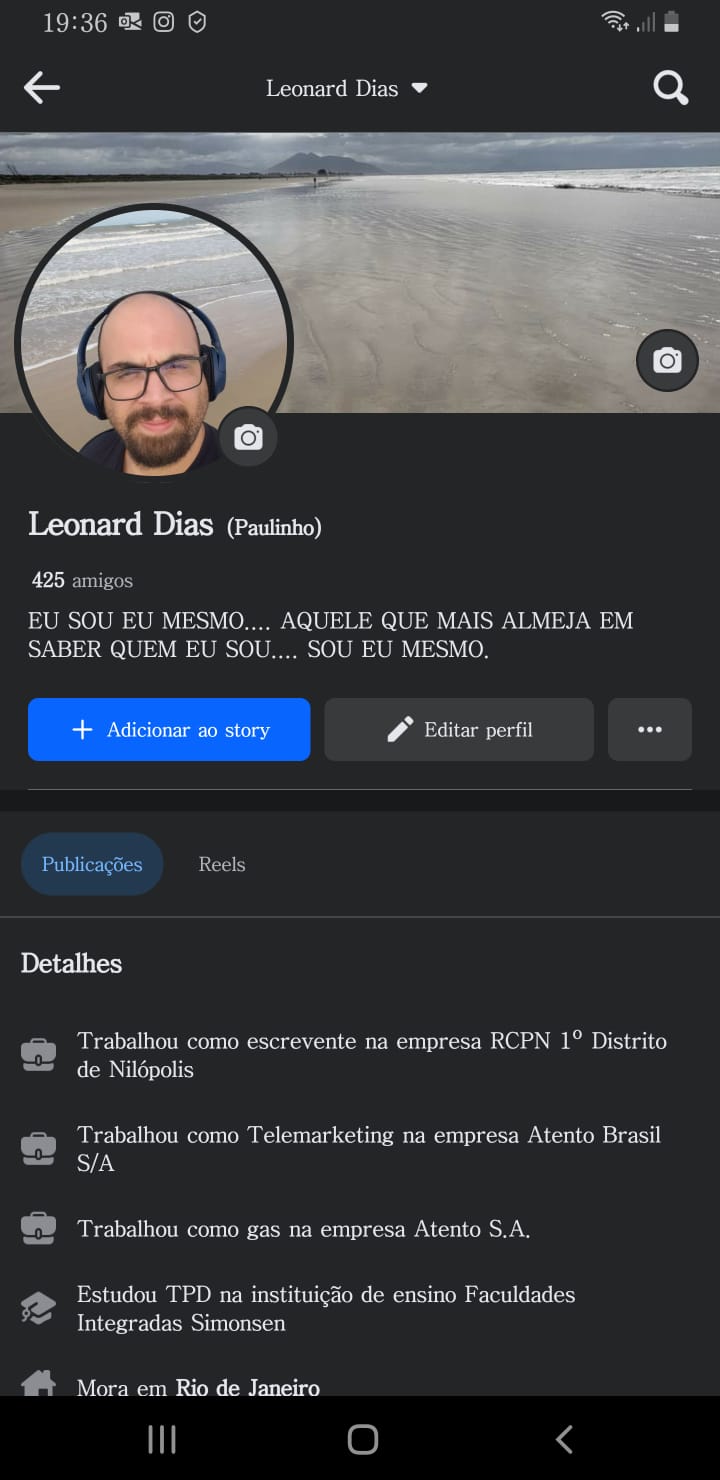 19:36
Leonard Dias
Leonard Dias (Paulinho)
425 amigos
EU SOU EU MESMO.... AQUELE QUE MAIS ALMEJA EM
SABER QUEM EU SOU.... SOU EU MESMO.
Adicionar ao story
Editar perfil
Publicações
Reels
Detalhes
Trabalhou como escrevente na empresa RCPN 1º Distrito
de Nilópolis
Trabalhou como Telemarketing na empresa Atento Brasil
S/A
Trabalhou como gas na empresa Atento S.A.
Estudou TPD na instituição de ensino Faculdades
Integradas Simonsen
Mora em Rio de Janeiro